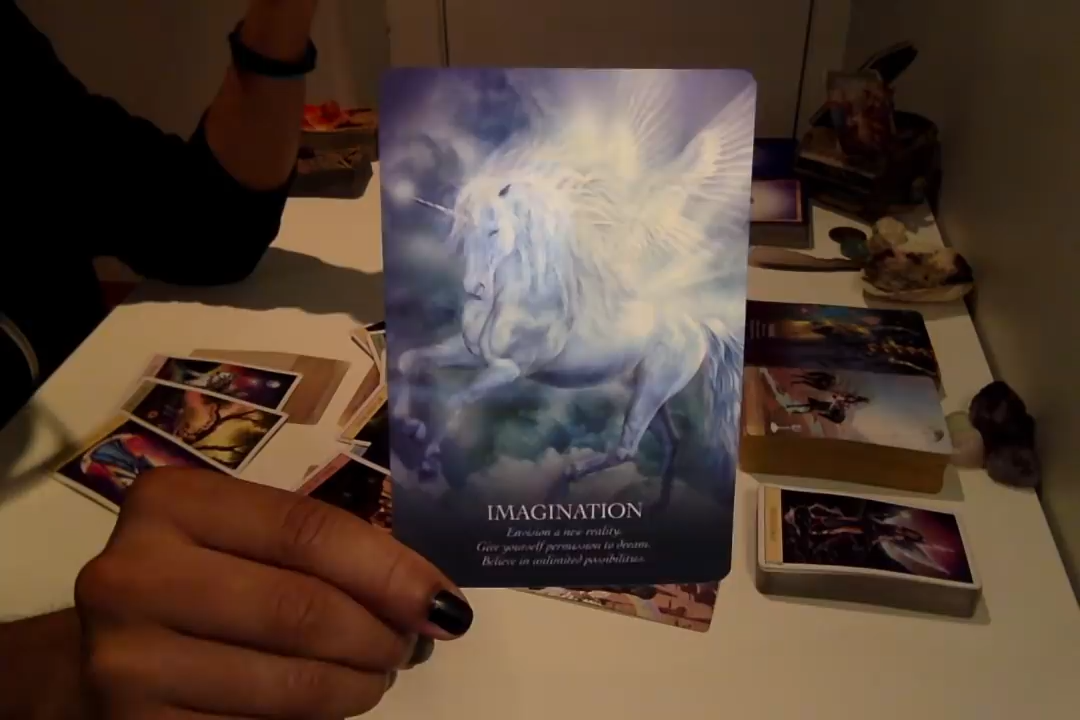 IMAGINATION
Envision a new reality.
Give yourself permission to dream.
Believe in unlimited possibilities.